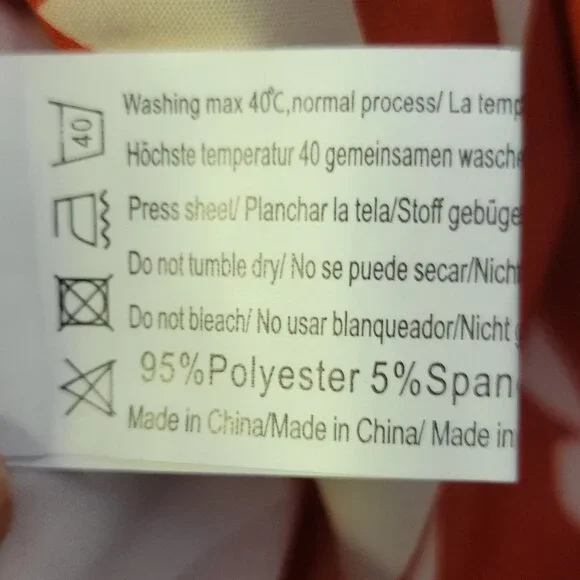 Washing max 40℃,normal process/ La temp
40
Höchste temperatur 40 gemeinsamen wasche
Press sheet/ Planchar la tela/Stoff gebüge
Do not tumble dry/ No se puede secar/Nicht
Do not bleach/ No usar blanqueador/Nicht
95%Polyester 5%Span
Made in China/Made in China/ Made in